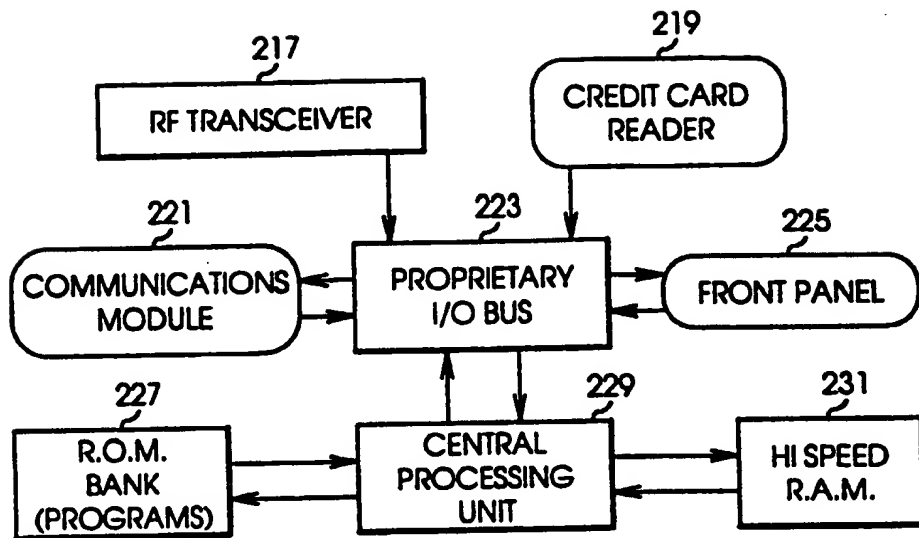 217
RF TRANSCEIVER
219
CREDIT CARD
READER
221
COMMUNICATIONS
MODULE
223
PROPRIETARY
I/O BUS
225
FRONT PANEL
227
R.O.M.
BANK
(PROGRAMS)
229
CENTRAL
PROCESSING
UNIT
231
HI SPEED
R.A.M.